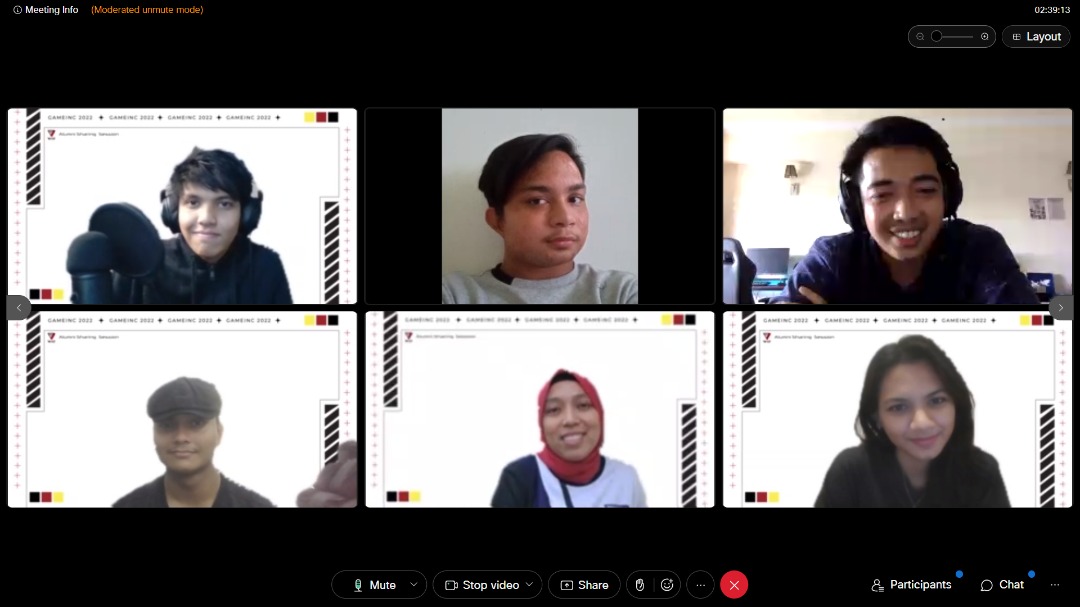 Meeting Info (Moderated unmute mode)
02:39:13
Layout
GAMEINC 2022 ✦ GAMEINC 2022 ✦ GAMEINC 2022 ✦ GAMEINC 2022 ✦
Alumni Sharing Session
GAMEINC 2022 ✦ GAMEINC 2022 ✦ GAMEINC 2022 ✦ GAMEINC 2022 ✦
Alumni Sharing Session
GAMEINC 2022 ✦ GAMEINC 2022 ✦ GAMEINC 2022 ✦ GAMEINC 2022 ✦
Alumni Sharing Session
GAMEINC 2022 ✦ GAMEINC 2022 ✦ GAMEINC 2022 ✦ GAMEINC 2022 ✦
Alumni Sharing Session
Mute
Stop video
Share
Participants
Chat